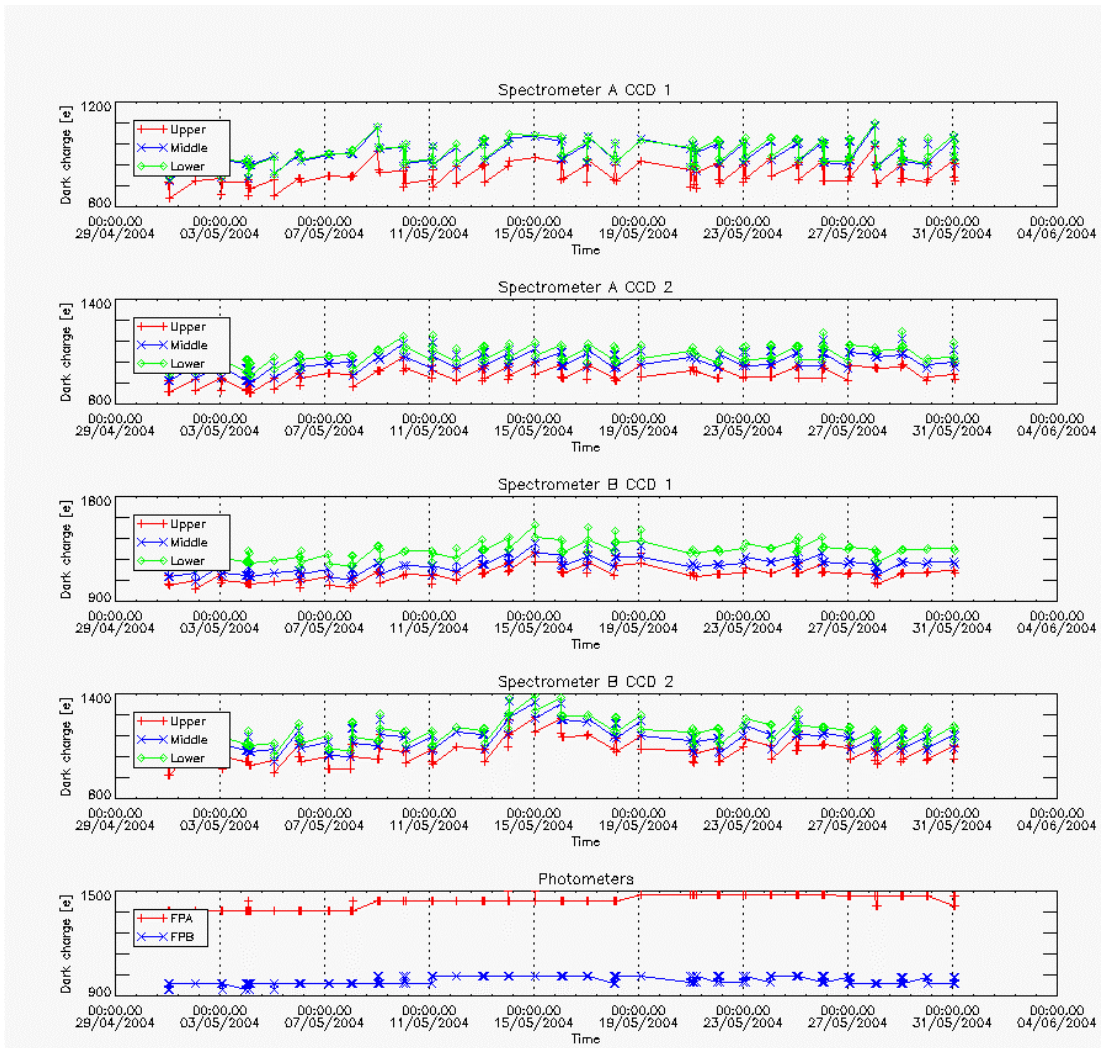 Spectrometer A CCD 1
1200
Upper
Middle
Lower
Dark charge [e]
800
00:00.00 00:00.00 00:00.00 00:00.00 00:00.00 00:00.00 00:00.00 00:00.00 00:00.00 00:00.00
29/04/2004 03/05/2004 07/05/2004 11/05/2004 15/05/2004 19/05/2004 23/05/2004 27/05/2004 31/05/2004 04/06/2004
Time
Spectrometer A CCD 2
1400
Upper
Middle
Lower
Dark charge [e]
800
00:00.00 00:00.00 00:00.00 00:00.00 00:00.00 00:00.00 00:00.00 00:00.00 00:00.00 00:00.00
29/04/2004 03/05/2004 07/05/2004 11/05/2004 15/05/2004 19/05/2004 23/05/2004 27/05/2004 31/05/2004 04/06/2004
Time
Spectrometer B CCD 1
1800
Upper
Middle
Lower
Dark charge [e]
900
00:00.00 00:00.00 00:00.00 00:00.00 00:00.00 00:00.00 00:00.00 00:00.00 00:00.00 00:00.00
29/04/2004 03/05/2004 07/05/2004 11/05/2004 15/05/2004 19/05/2004 23/05/2004 27/05/2004 31/05/2004 04/06/2004
Time
Spectrometer B CCD 2
1400
Upper
Middle
Lower
Dark charge [e]
800
00:00.00 00:00.00 00:00.00 00:00.00 00:00.00 00:00.00 00:00.00 00:00.00 00:00.00 00:00.00
29/04/2004 03/05/2004 07/05/2004 11/05/2004 15/05/2004 19/05/2004 23/05/2004 27/05/2004 31/05/2004 04/06/2004
Time
Photometers
1500
FPA
FPB
Dark charge [e]
900
00:00.00 00:00.00 00:00.00 00:00.00 00:00.00 00:00.00 00:00.00 00:00.00 00:00.00 00:00.00
29/04/2004 03/05/2004 07/05/2004 11/05/2004 15/05/2004 19/05/2004 23/05/2004 27/05/2004 31/05/2004 04/06/2004
Time